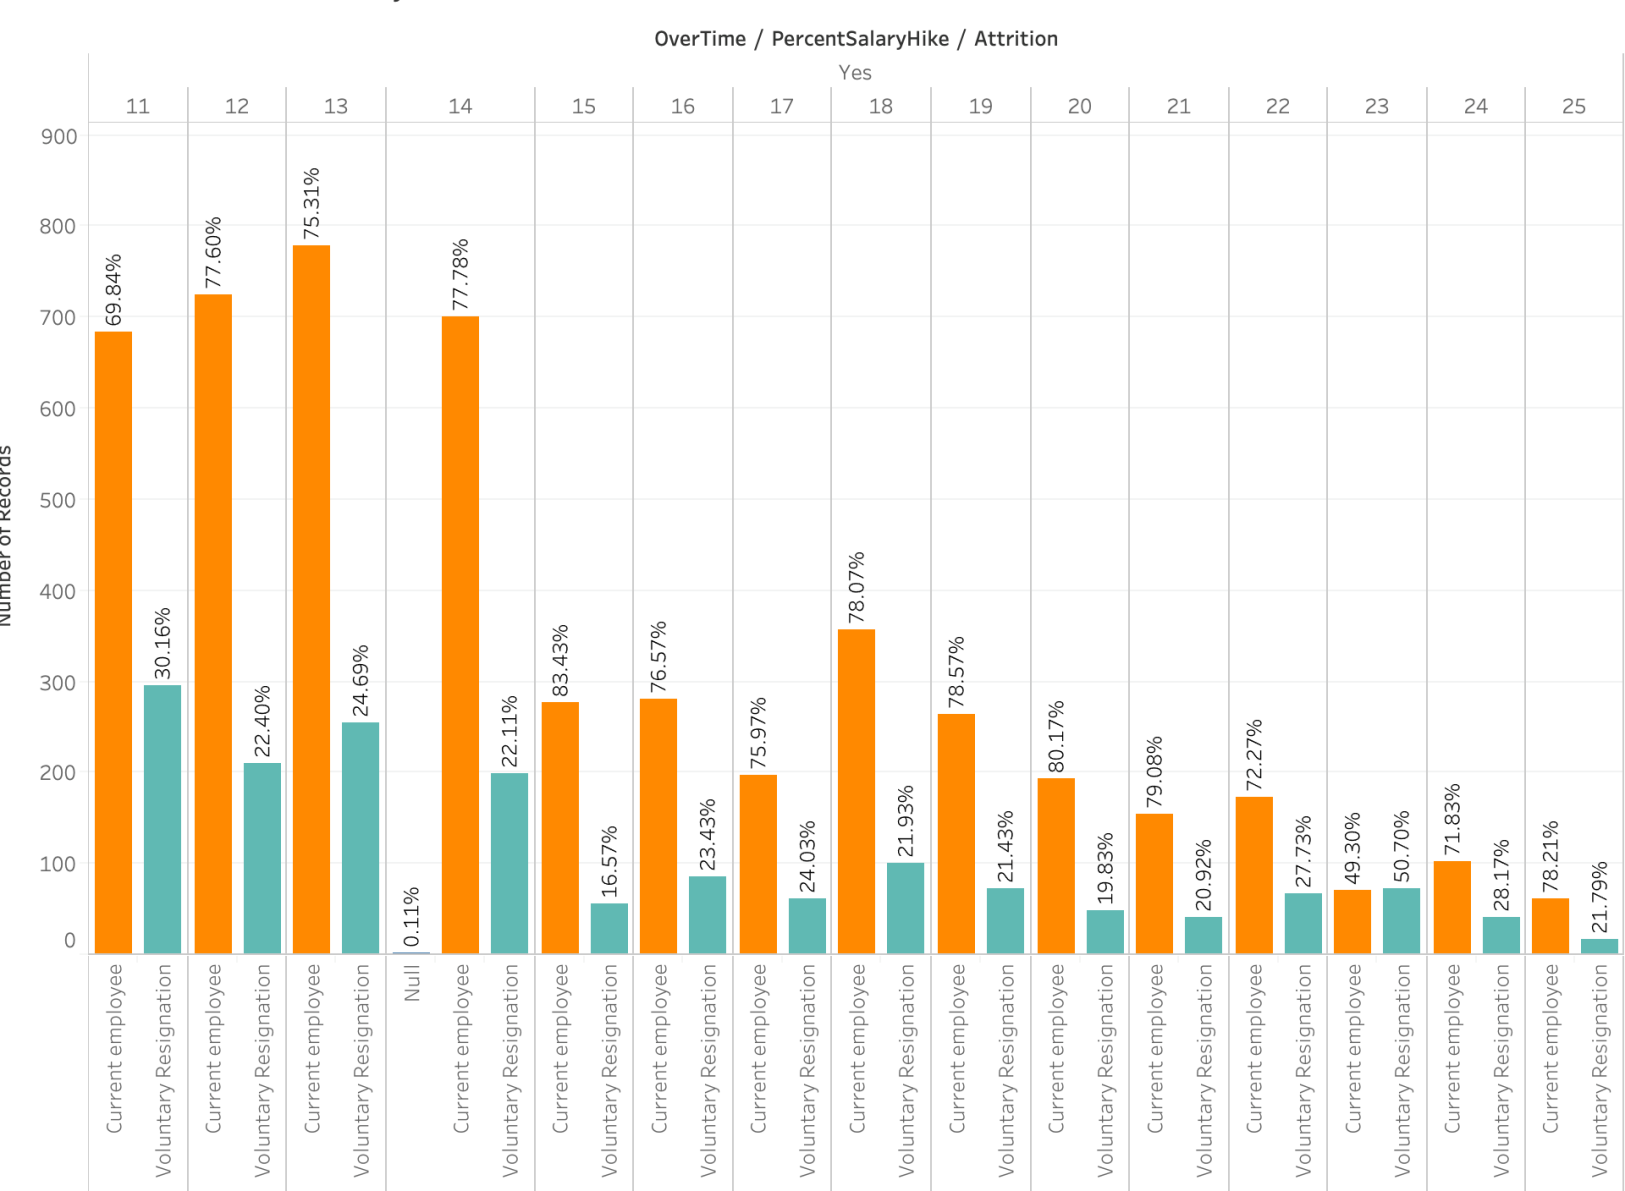 OverTime / PercentSalaryHike / Attrition
Yes
11 12 13 14 15 16 17 18 19 20 21 22 23 24 25
Number of Records
900
800
700
600
500
400
300
200
100
0
69.84%
30.16%
77.60%
22.40%
75.31%
24.69%
0.11%
77.78%
22.11%
83.43%
16.57%
76.57%
23.43%
75.97%
24.03%
78.07%
21.93%
78.57%
21.43%
80.17%
19.83%
79.08%
20.92%
72.27%
27.73%
49.30%
50.70%
71.83%
28.17%
78.21%
21.79%
Current employee
Voluntary Resignation
Current employee
Voluntary Resignation
Current employee
Voluntary Resignation
Null
Current employee
Voluntary Resignation
Current employee
Voluntary Resignation
Current employee
Voluntary Resignation
Current employee
Voluntary Resignation
Current employee
Voluntary Resignation
Current employee
Voluntary Resignation
Current employee
Voluntary Resignation
Current employee
Voluntary Resignation
Current employee
Voluntary Resignation
Current employee
Voluntary Resignation
Current employee
Voluntary Resignation
Current employee
Voluntary Resignation